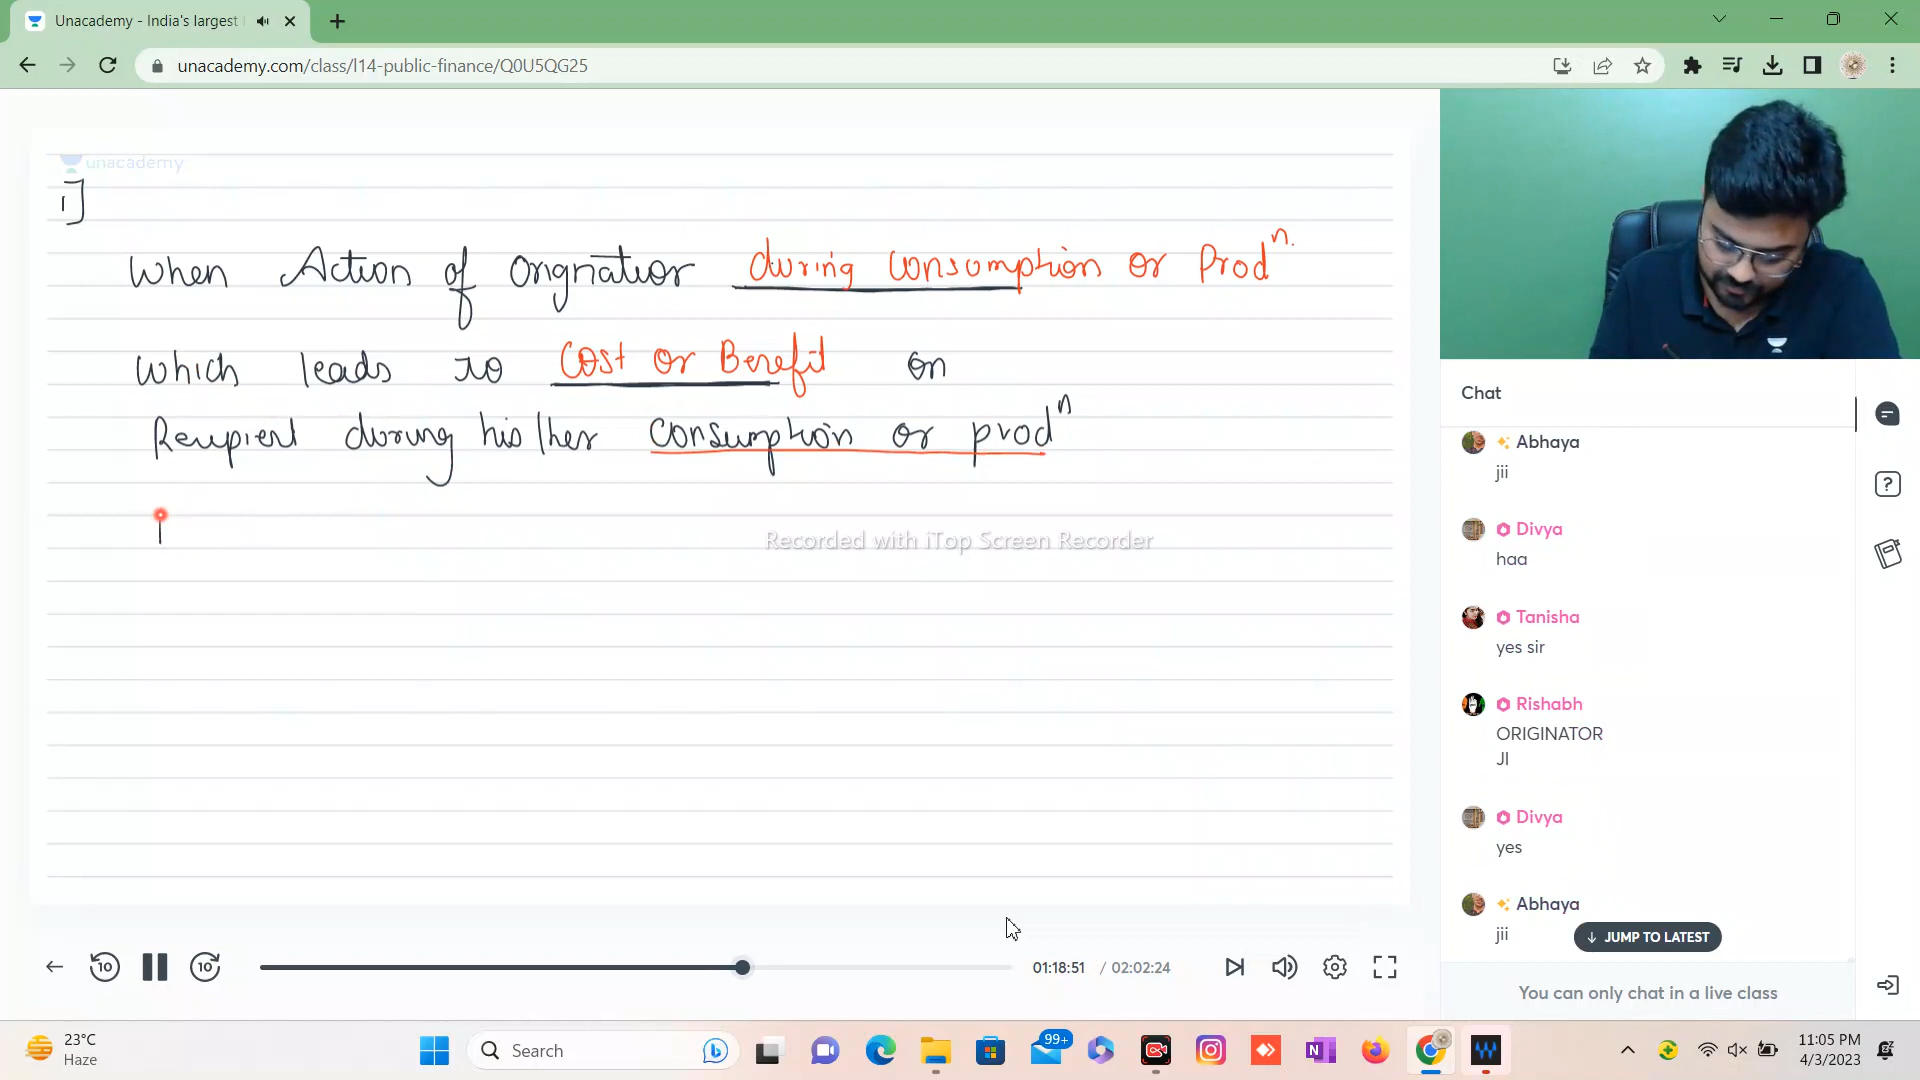 Unacademy - India's largest
unacademy.com/class/l14-public-finance/Q0U5QG25
unacademy
1]
When Action of Orignatior during Consumption or Prodⁿ.
Which leads to Cost or Benefit on
Recipient during his/her Consumption or prodⁿ
Recorded with iTop Screen Recorder
10
10
01:18:51 / 02:02:24
Chat
Abhaya
jii
Divya
haa
Tanisha
yes sir
Rishabh
ORIGINATOR
JI
Divya
yes
Abhaya
jii
JUMP TO LATEST
You can only chat in a live class
23°C
Haze
Search
99+
11:05 PM
4/3/2023